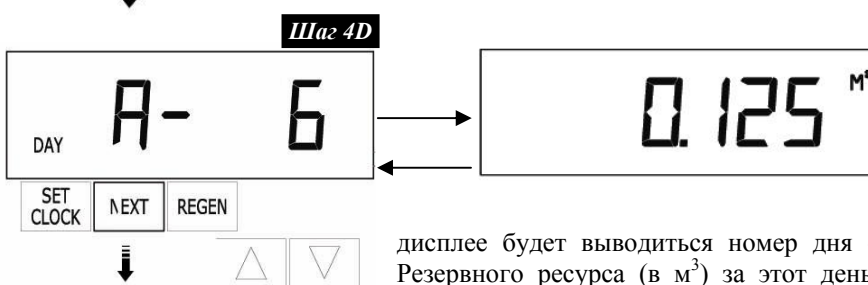 Шаг 4D
DAY A- 6
0.125 М³
SET CLOCK NEXT REGEN
дисплее будет выводиться номер дня
Резервного ресурса (в м³) за этот день